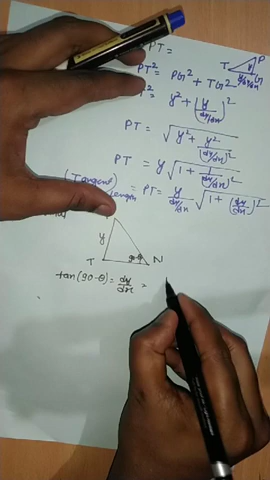 PT =
T P
y
PT² = PG² + TG²
y² + (y / dy/dx)²
PT = √(y² + y² / (dy/dx)²)
PT = y√(1 + 1 / (dy/dx)²)
(Tangent) length = PT = y / dy/dx √(1 + (dy/dx)²)
y
90-θ
T N
tan(90-θ) = dy/dx =